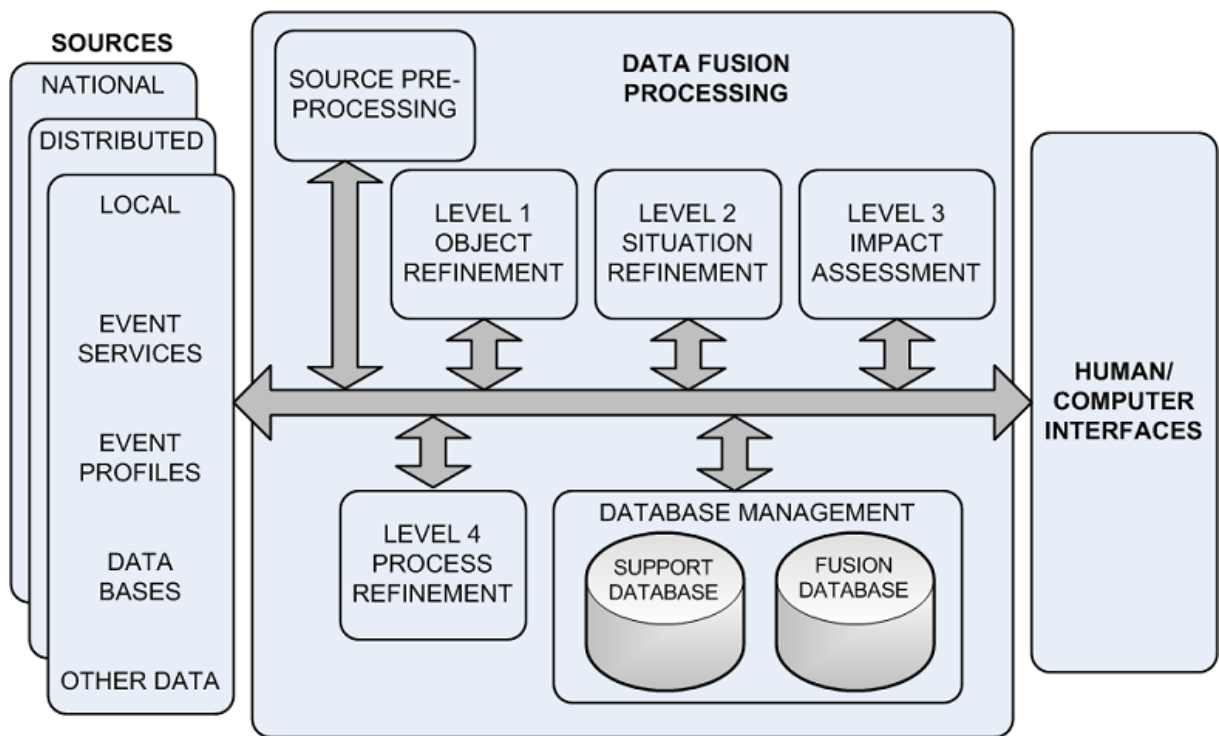 SOURCES
NATIONAL
DISTRIBUTED
LOCAL
EVENT
SERVICES
EVENT
PROFILES
DATA
BASES
OTHER DATA
DATA FUSION
PROCESSING
SOURCE PRE-
PROCESSING
LEVEL 1
OBJECT
REFINEMENT
LEVEL 2
SITUATION
REFINEMENT
LEVEL 3
IMPACT
ASSESSMENT
LEVEL 4
PROCESS
REFINEMENT
DATABASE MANAGEMENT
SUPPORT
DATABASE
FUSION
DATABASE
HUMAN/
COMPUTER
INTERFACES